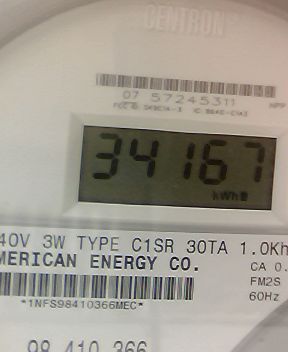 CENTRON
07 57245311
34167
kWh
40V 3W TYPE C1SR 30TA 1.0Kh
MERICAN ENERGY CO.
CA 0.
FM2S
*1NFS98410366MEC*
60Hz
98 410 366